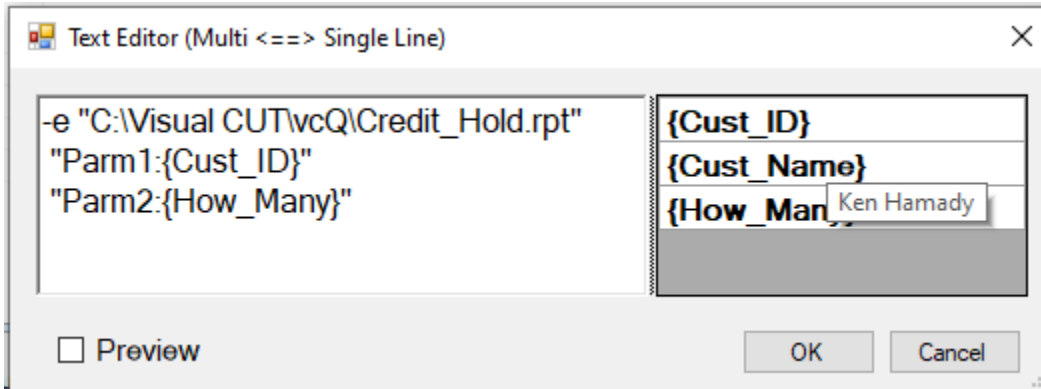 Text Editor (Multi <==> Single Line)
-e "C:\Visual CUT\vcQ\Credit_Hold.rpt"
"Parm1:{Cust_ID}"
"Parm2:{How_Many}"
{Cust_ID}
{Cust_Name}
{How_Many}
Ken Hamady
Preview
OK
Cancel